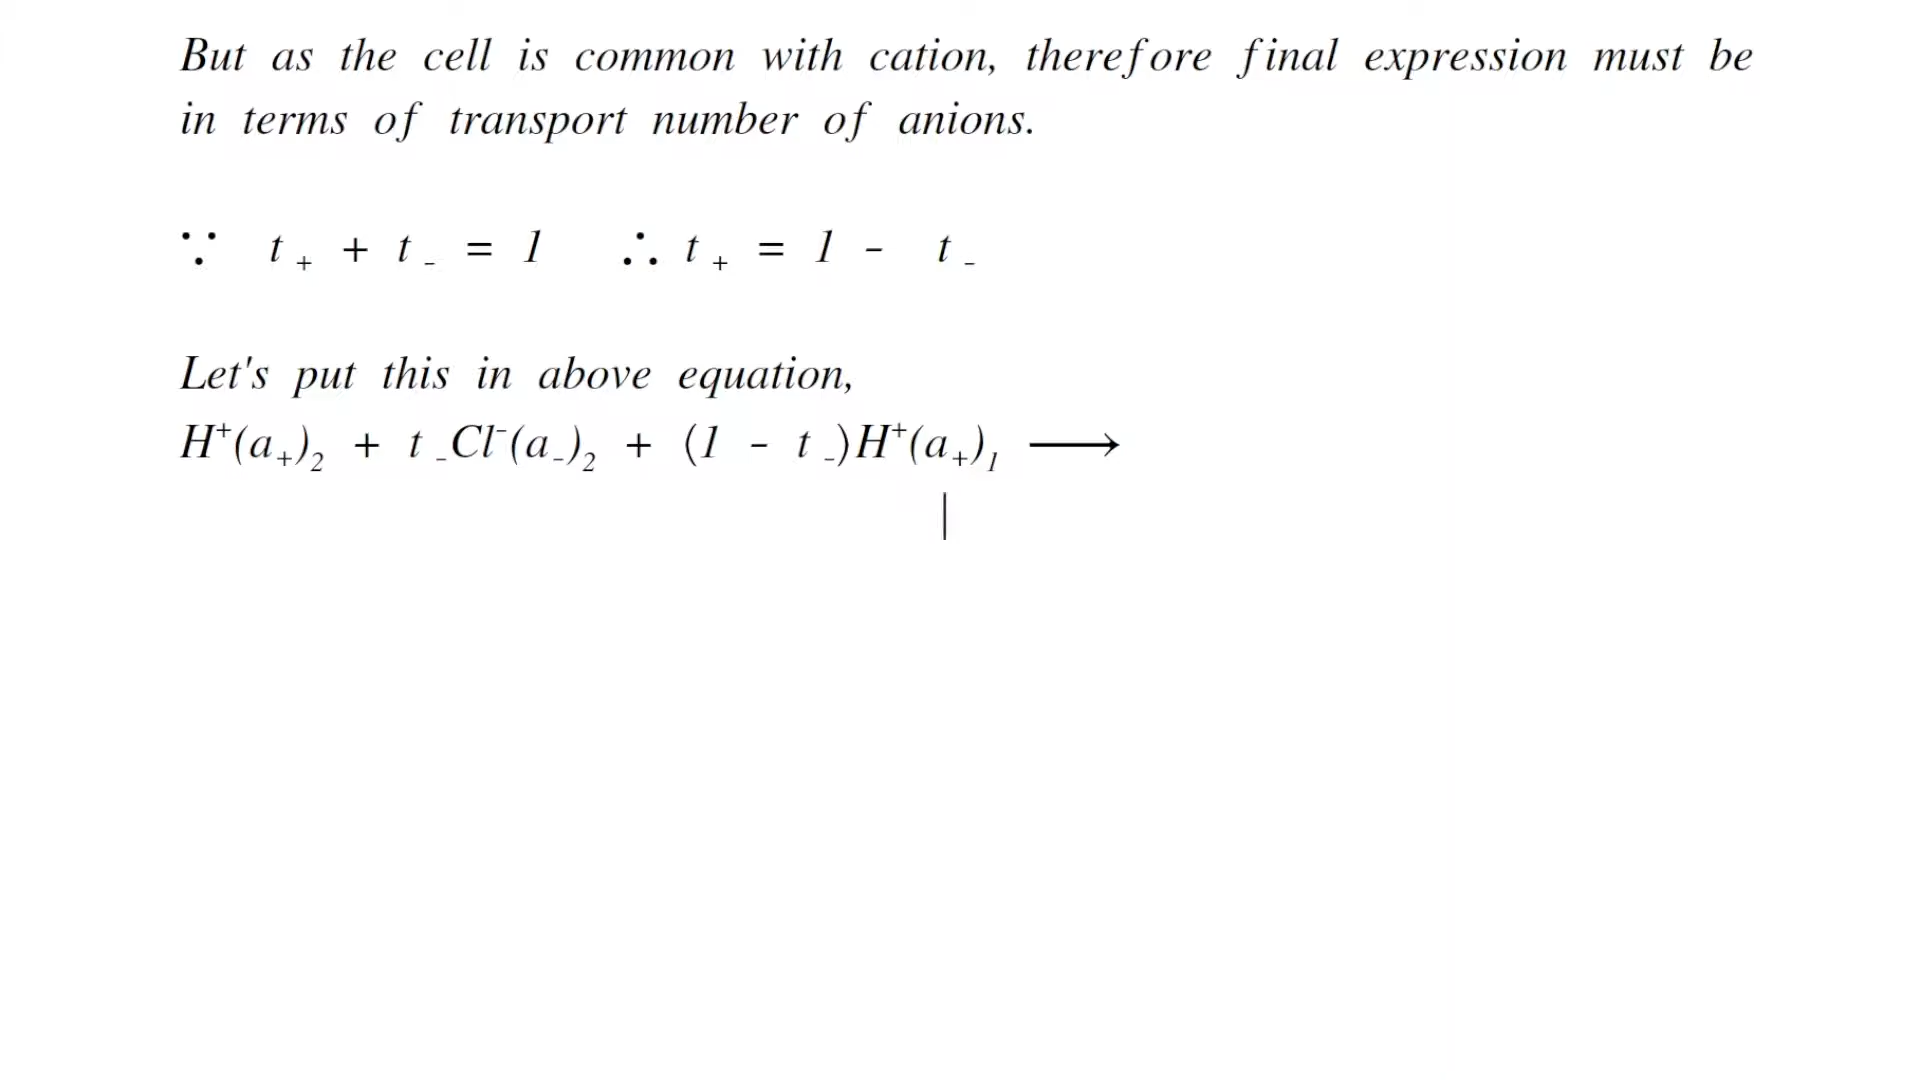 But as the cell is common with cation, therefore final expression must be
in terms of transport number of anions.
∵ t₊ + t₋ = 1 ∴ t₊ = 1 - t₋
Let's put this in above equation,
H⁺(a₊)₂ + t₋Cl⁻(a₋)₂ + (1 - t₋)H⁺(a₊)₁ ⟶